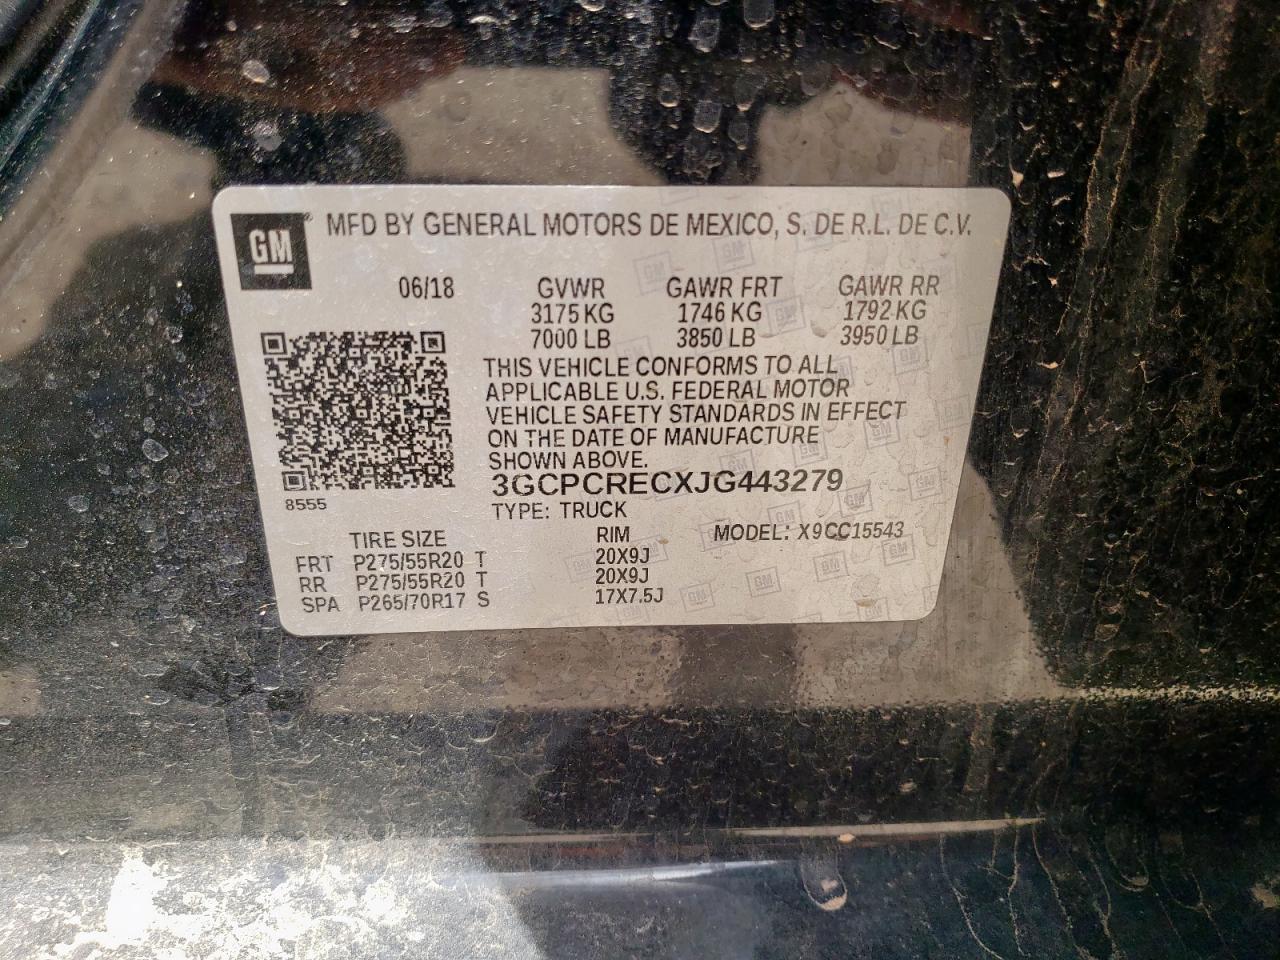 GM
MFD BY GENERAL MOTORS DE MEXICO, S. DE R.L. DE C.V.
06/18 GVWR GAWR FRT GAWR RR
3175 KG 1746 KG 1792 KG
7000 LB 3850 LB 3950 LB
THIS VEHICLE CONFORMS TO ALL
APPLICABLE U.S. FEDERAL MOTOR
VEHICLE SAFETY STANDARDS IN EFFECT
ON THE DATE OF MANUFACTURE
SHOWN ABOVE.
3GCPCRECXJG443279
8555
TYPE: TRUCK
TIRE SIZE RIM MODEL: X9CC15543
FRT P275/55R20 T 20X9J
RR P275/55R20 T 20X9J
SPA P265/70R17 S 17X7.5J